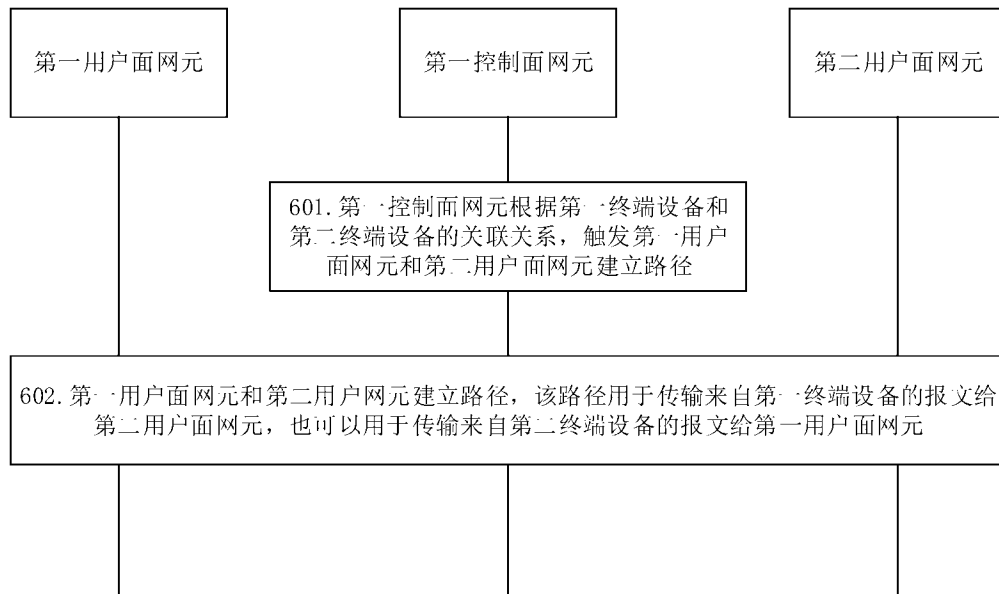 第一用户面网元
第一控制面网元
第二用户面网元
601.第一控制面网元根据第一终端设备和
第二终端设备的关联关系，触发第一用户
面网元和第二用户面网元建立路径
602.第一用户面网元和第二用户网元建立路径，该路径用于传输来自第一终端设备的报文给
第二用户面网元，也可以用于传输来自第二终端设备的报文给第一用户面网元